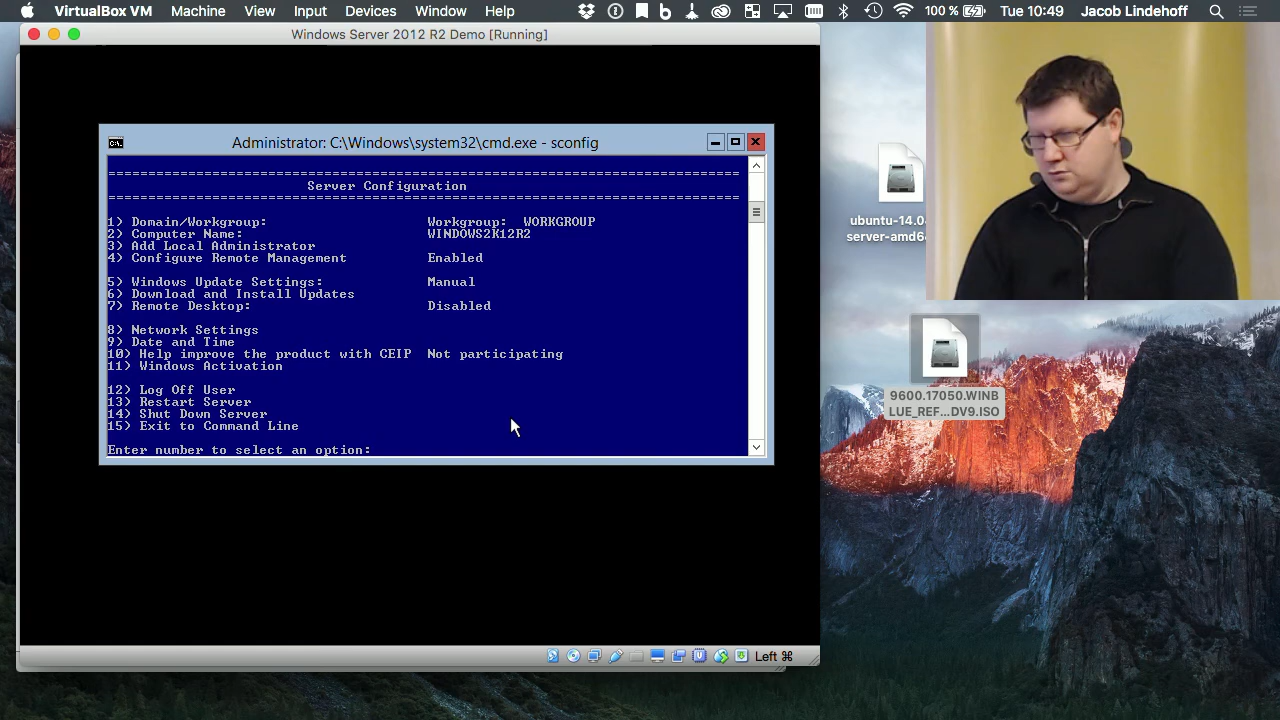 VirtualBox VM Machine View Input Devices Window Help 100 % Tue 10:49 Jacob Lindehoff
Windows Server 2012 R2 Demo [Running]
Administrator: C:\Windows\system32\cmd.exe - sconfig
===============================================================================
Server Configuration
===============================================================================
1) Domain/Workgroup: Workgroup: WORKGROUP
2) Computer Name: WINDOWS2K12R2
3) Add Local Administrator
4) Configure Remote Management Enabled
5) Windows Update Settings: Manual
6) Download and Install Updates
7) Remote Desktop: Disabled
8) Network Settings
9) Date and Time
10) Help improve the product with CEIP Not participating
11) Windows Activation
12) Log Off User
13) Restart Server
14) Shut Down Server
15) Exit to Command Line
Enter number to select an option:
Left ⌘
ubuntu-14.0
server-amd6
9600.17050.WINB
LUE_REF...DV9.ISO